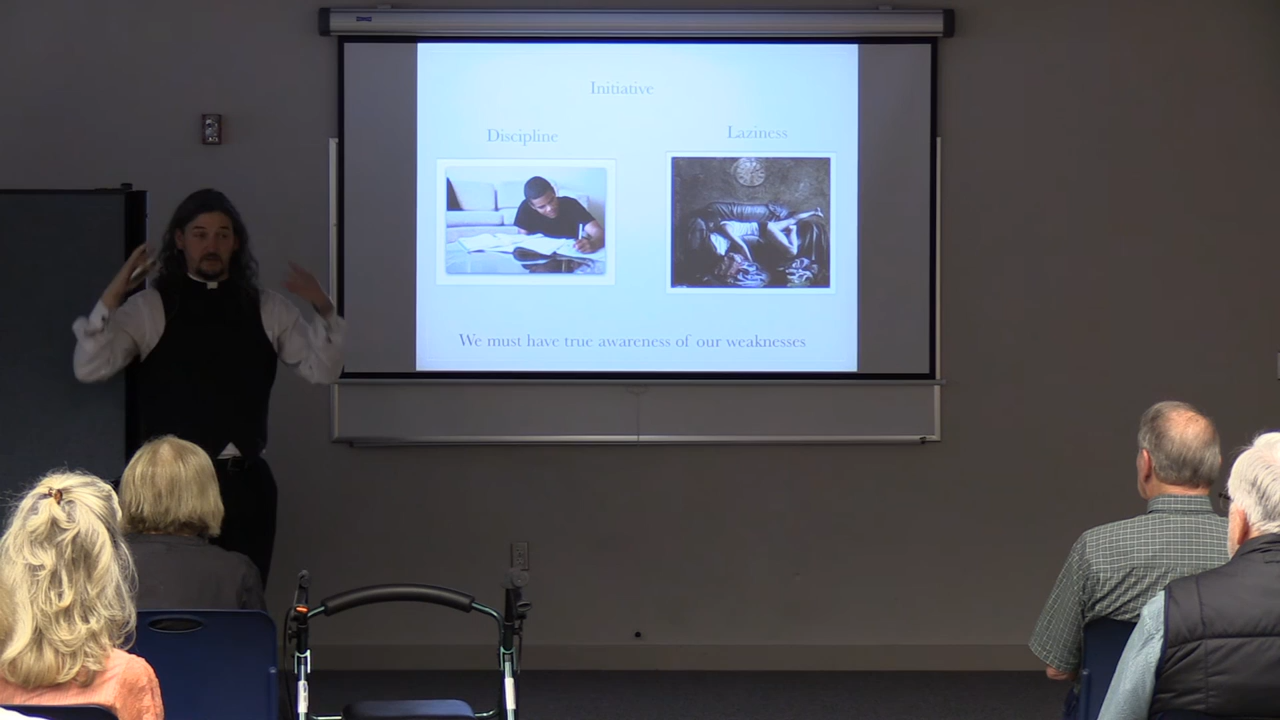 Initiative
Discipline
Laziness
We must have true awareness of our weaknesses